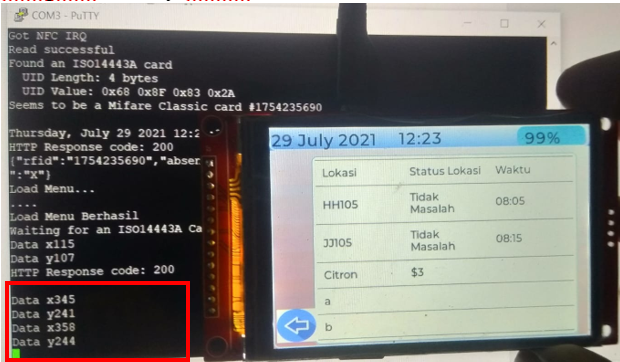 COM3 - PuTTY
Got NFC IRQ
Read successful
Found an ISO14443A card
UID Length: 4 bytes
UID Value: 0x68 0x8F 0x83 0x2A
Seems to be a Mifare Classic card #1754235690
Thursday, July 29 2021 12:2
HTTP Response code: 200
{"rfid":"1754235690","absen
":"X"}
Load Menu...
....
Load Menu Berhasil
Waiting for an ISO14443A Ca
Data x115
Data y107
HTTP Response code: 200
Data x345
Data y241
Data x358
Data y244
29 July 2021 12:23 99%
Lokasi Status Lokasi Waktu
HH105 Tidak Masalah 08:05
JJ105 Tidak Masalah 08:15
Citron $3
a
b